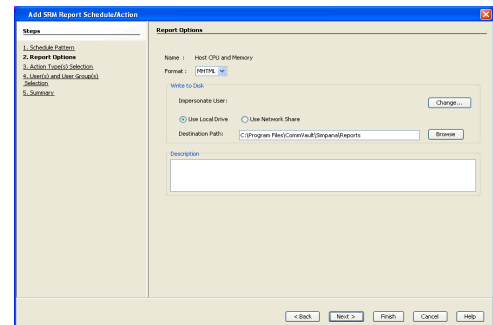 Add SRM Report Schedule/Action
Steps
1. Schedule Pattern
2. Report Options
3. Action Type(s) Selection
4. User(s) and User Group(s)
Selection
5. Summary
Report Options
Name : Host CPU and Memory
Format : MHTML
Write to Disk
Impersonate User:
Change...
Use Local Drive Use Network Share
Destination Path: C:\Program Files\CommVault\Simpana\Reports Browse
Description
< Back Next > Finish Cancel Help